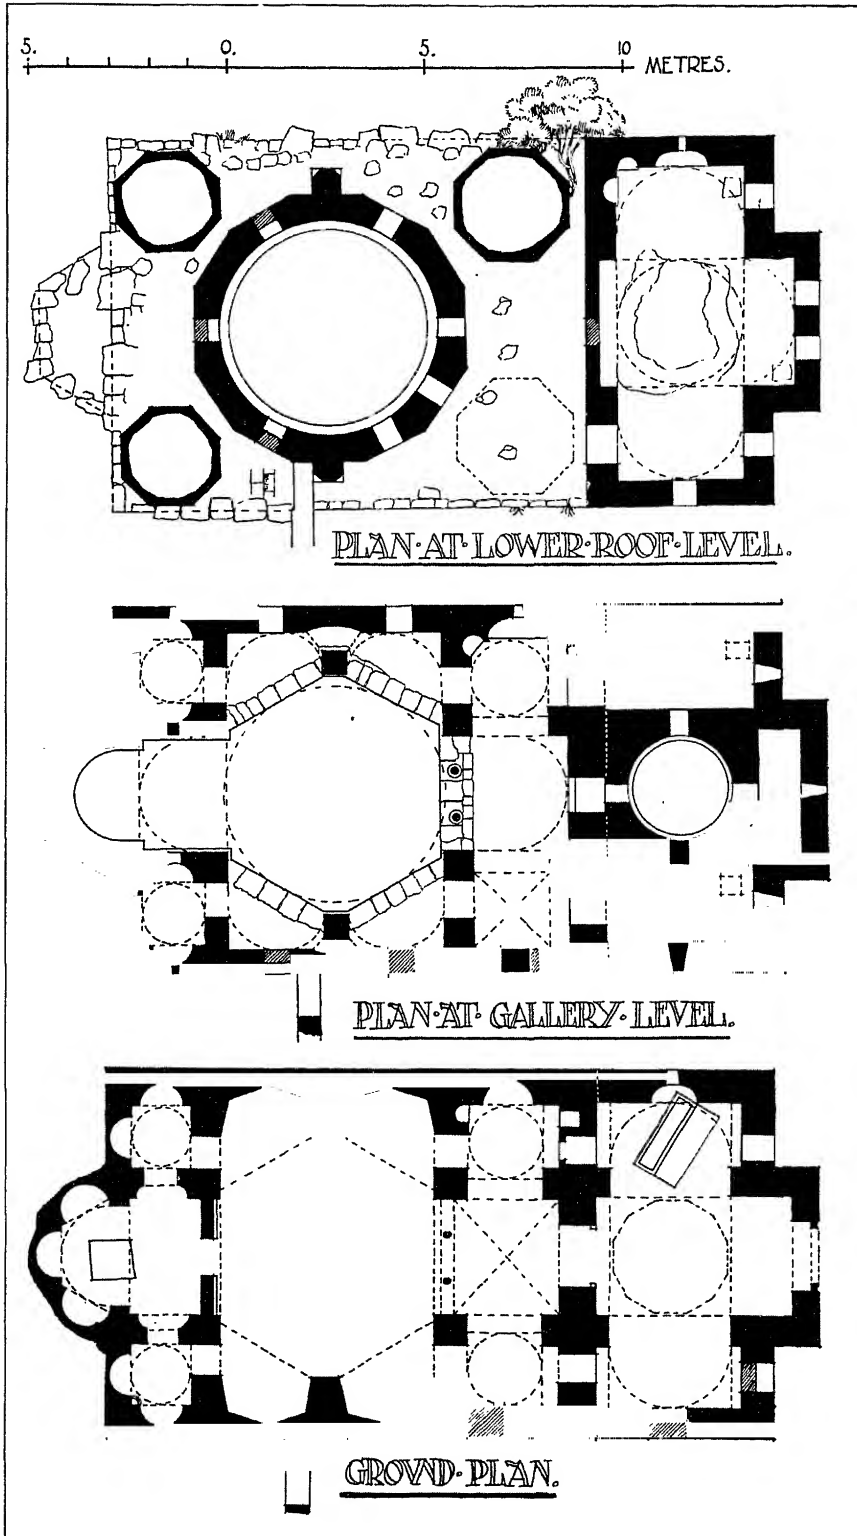 5. 0. 5. 10 METRES.
PLAN·AT·LOWER·ROOF·LEVEL.
PLAN·AT·GALLERY·LEVEL.
GROVND·PLAN.